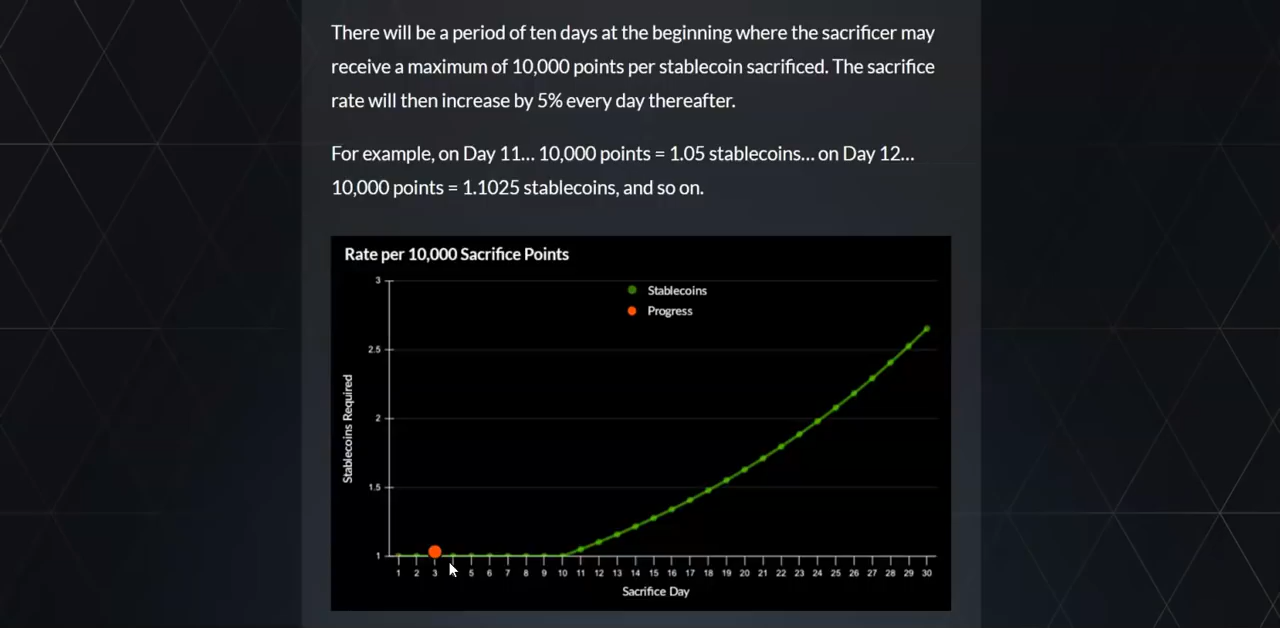 There will be a period of ten days at the beginning where the sacrificer may
receive a maximum of 10,000 points per stablecoin sacrificed. The sacrifice
rate will then increase by 5% every day thereafter.
For example, on Day 11... 10,000 points = 1.05 stablecoins... on Day 12...
10,000 points = 1.1025 stablecoins, and so on.
Rate per 10,000 Sacrifice Points
Stablecoins
Progress
Stablecoins Required
3
2.5
2
1.5
1
1 2 3 5 6 7 8 9 10 11 12 13 14 15 16 17 18 19 20 21 22 23 24 25 26 27 28 29 30
Sacrifice Day